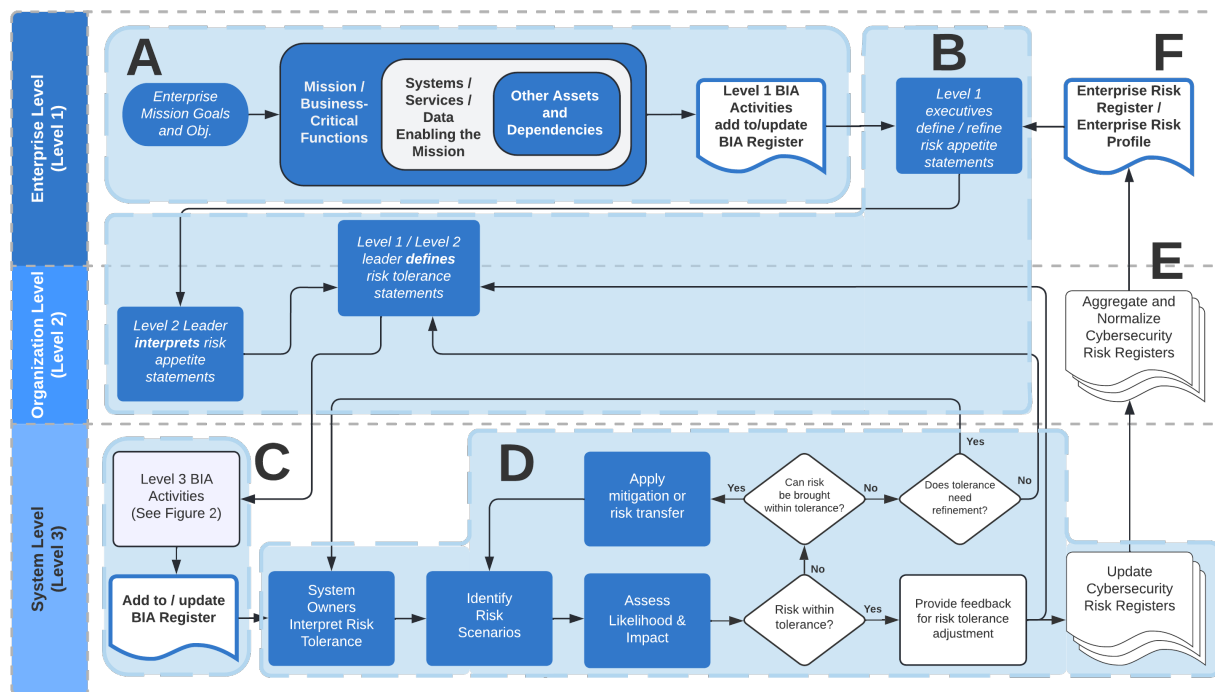 Enterprise Level
(Level 1)
A
Enterprise
Mission Goals
and Obj.
Mission /
Business-
Critical
Functions
Systems /
Services /
Data
Enabling the
Mission
Other Assets
and
Dependencies
Level 1 BIA
Activities
add to/update
BIA Register
B
Level 1
executives
define / refine
risk appetite
statements
F
Enterprise Risk
Register /
Enterprise Risk
Profile
Organization Level
(Level 2)
Level 1 / Level 2
leader defines
risk tolerance
statements
Level 2 Leader
interprets risk
appetite
statements
E
Aggregate and
Normalize
Cybersecurity
Risk Registers
System Level
(Level 3)
C
Level 3 BIA
Activities
(See Figure 2)
Add to / update
BIA Register
D
System
Owners
Interpret Risk
Tolerance
Identify
Risk
Scenarios
Apply
mitigation or
risk transfer
Assess
Likelihood &
Impact
Yes
Can risk
be brought
within tolerance?
No
Does tolerance
need
refinement?
Yes
No
No
Risk within
tolerance?
Yes
Provide feedback
for risk tolerance
adjustment
Update
Cybersecurity
Risk Registers